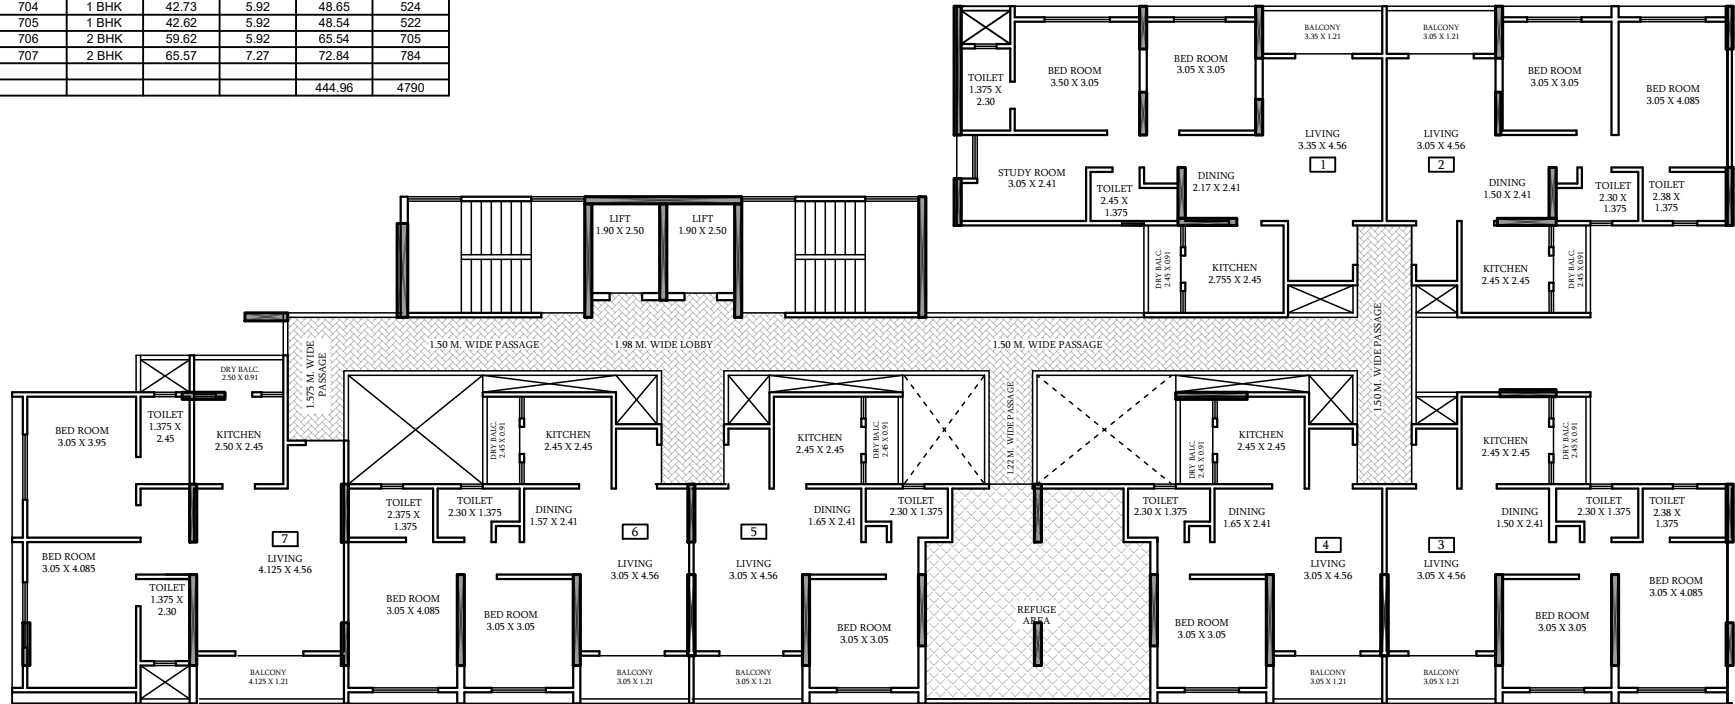 704 1 BHK 42.73 5.92 48.65 524
705 1 BHK 42.62 5.92 48.54 522
706 2 BHK 59.62 5.92 65.54 705
707 2 BHK 65.57 7.27 72.84 784
444.96 4790
TOILET
1.375 X
2.30
BED ROOM
3.50 X 3.05
BED ROOM
3.05 X 3.05
BALCONY
3.35 X 1.21
BALCONY
3.05 X 1.21
BED ROOM
3.05 X 3.05
BED ROOM
3.05 X 4.085
LIVING
3.35 X 4.56
1
LIVING
3.05 X 4.56
2
STUDY ROOM
3.05 X 2.41
TOILET
2.45 X
1.375
DINING
2.17 X 2.41
DINING
1.50 X 2.41
TOILET
2.30 X
1.375
TOILET
2.38 X
1.375
DRY BALC.
2.45 X 0.91
KITCHEN
2.755 X 2.45
KITCHEN
2.45 X 2.45
DRY BALC.
2.45 X 0.91
LIFT
1.90 X 2.50
LIFT
1.90 X 2.50
1.575 M. WIDE
PASSAGE
1.50 M. WIDE PASSAGE
1.98 M. WIDE LOBBY
1.50 M. WIDE PASSAGE
1.50 M. WIDE PASSAGE
1.22 M. WIDE PASSAGE
DRY BALC.
2.50 X 0.91
BED ROOM
3.05 X 3.95
TOILET
1.375 X
2.45
KITCHEN
2.50 X 2.45
DRY BALC.
2.45 X 0.91
KITCHEN
2.45 X 2.45
KITCHEN
2.45 X 2.45
DRY BALC.
2.45 X 0.91
DRY BALC.
2.45 X 0.91
KITCHEN
2.45 X 2.45
KITCHEN
2.45 X 2.45
DRY BALC.
2.45 X 0.91
TOILET
2.375 X
1.375
TOILET
2.30 X 1.375
DINING
1.57 X 2.41
DINING
1.65 X 2.41
TOILET
2.30 X 1.375
TOILET
2.30 X 1.375
DINING
1.65 X 2.41
DINING
1.50 X 2.41
TOILET
2.30 X 1.375
TOILET
2.38 X
1.375
BED ROOM
3.05 X 4.085
7
LIVING
4.125 X 4.56
6
LIVING
3.05 X 4.56
5
LIVING
3.05 X 4.56
4
LIVING
3.05 X 4.56
3
LIVING
3.05 X 4.56
TOILET
1.375 X
2.30
BED ROOM
3.05 X 4.085
BED ROOM
3.05 X 3.05
BED ROOM
3.05 X 3.05
REFUGE
AREA
BED ROOM
3.05 X 3.05
BED ROOM
3.05 X 3.05
BED ROOM
3.05 X 4.085
BALCONY
4.125 X 1.21
BALCONY
3.05 X 1.21
BALCONY
3.05 X 1.21
BALCONY
3.05 X 1.21
BALCONY
3.05 X 1.21